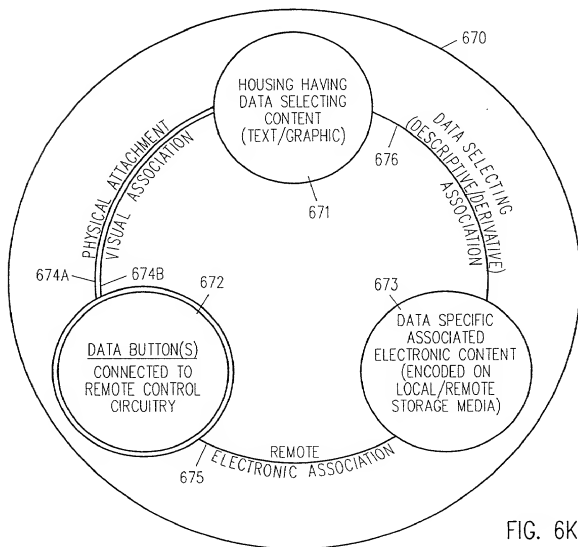 670
HOUSING HAVING
DATA SELECTING
CONTENT
(TEXT/GRAPHIC)
671
676
PHYSICAL ATTACHMENT
VISUAL ASSOCIATION
DATA SELECTING
(DESCRIPTIVE/DERIVATIVE)
ASSOCIATION
674A
674B
672
DATA BUTTON(S)
CONNECTED TO
REMOTE CONTROL
CIRCUITRY
673
DATA SPECIFIC
ASSOCIATED
ELECTRONIC CONTENT
(ENCODED ON
LOCAL/REMOTE
STORAGE MEDIA)
REMOTE
ELECTRONIC ASSOCIATION
675
FIG. 6K